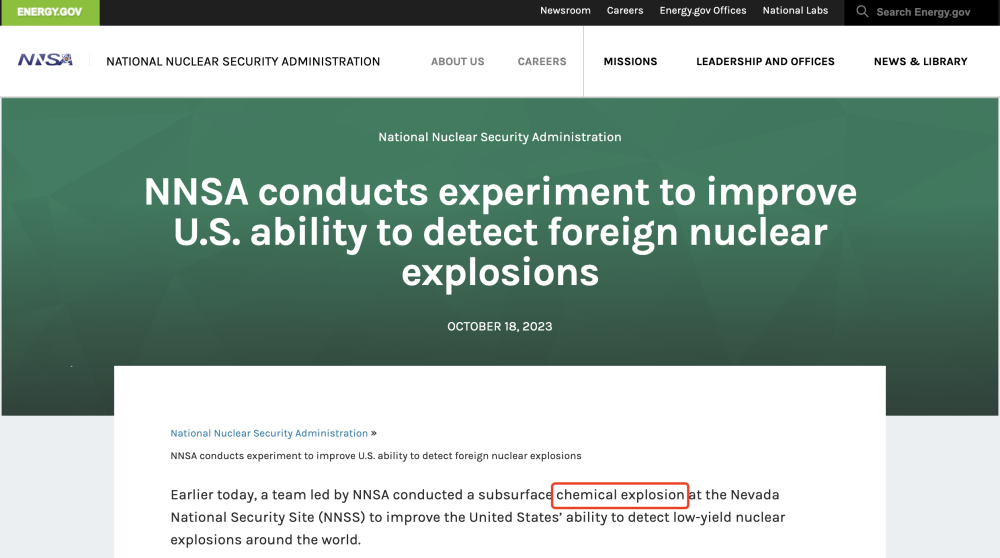 ENERGY.GOV
Newsroom Careers Energy.gov Offices National Labs Search Energy.gov
NNSA NATIONAL NUCLEAR SECURITY ADMINISTRATION ABOUT US CAREERS MISSIONS LEADERSHIP AND OFFICES NEWS & LIBRARY
National Nuclear Security Administration
NNSA conducts experiment to improve
U.S. ability to detect foreign nuclear
explosions
OCTOBER 18, 2023
National Nuclear Security Administration »
NNSA conducts experiment to improve U.S. ability to detect foreign nuclear explosions
Earlier today, a team led by NNSA conducted a subsurface chemical explosion at the Nevada
National Security Site (NNSS) to improve the United States’ ability to detect low-yield nuclear
explosions around the world.